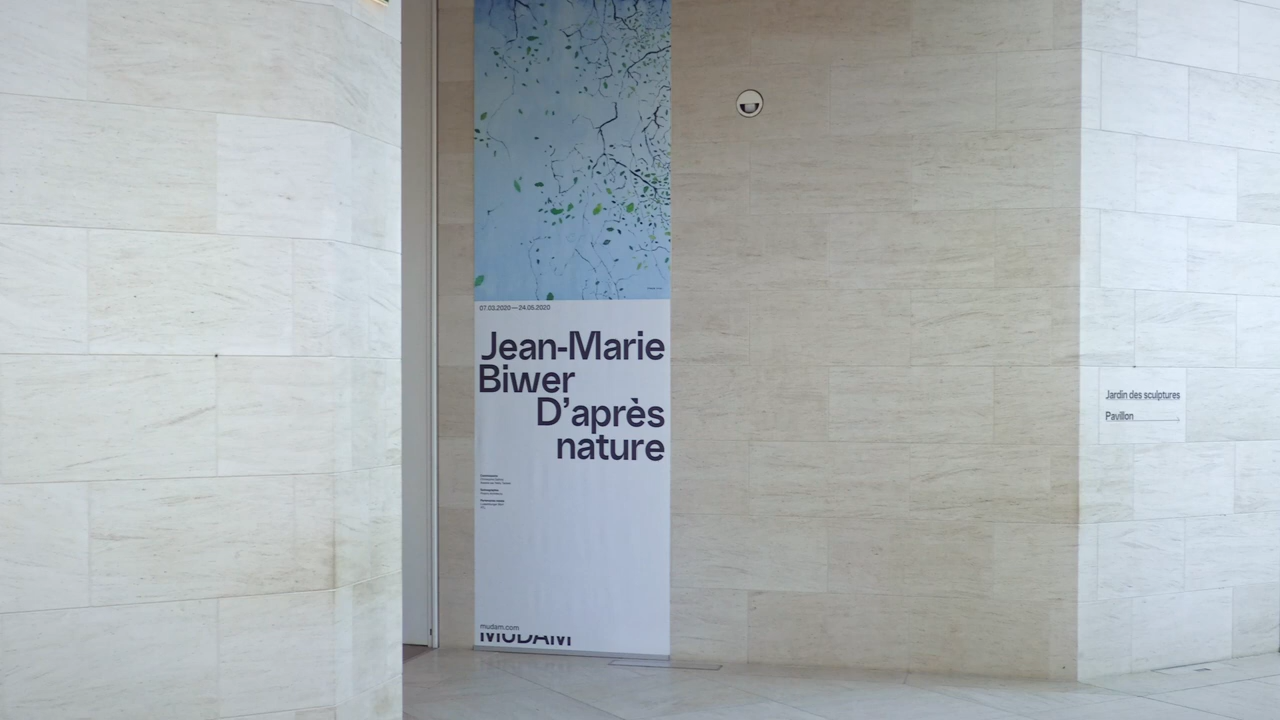 07.03.2020 — 24.05.2020
Jean-Marie
Biwer
D'après
nature
mudam.com
MUDAM
Jardin des sculptures
Pavillon